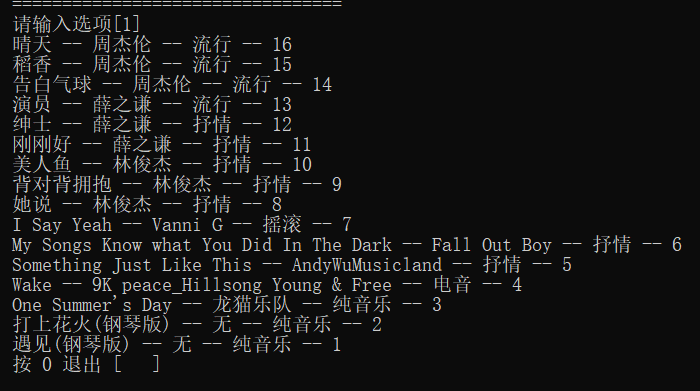 ==================================
请输入选项[1]
晴天 -- 周杰伦 -- 流行 -- 16
稻香 -- 周杰伦 -- 流行 -- 15
告白气球 -- 周杰伦 -- 流行 -- 14
演员 -- 薛之谦 -- 流行 -- 13
绅士 -- 薛之谦 -- 抒情 -- 12
刚刚好 -- 薛之谦 -- 抒情 -- 11
美人鱼 -- 林俊杰 -- 抒情 -- 10
背对背拥抱 -- 林俊杰 -- 抒情 -- 9
她说 -- 林俊杰 -- 抒情 -- 8
I Say Yeah -- Vanni G -- 摇滚 -- 7
My Songs Know what You Did In The Dark -- Fall Out Boy -- 抒情 -- 6
Something Just Like This -- AndyWuMusicland -- 抒情 -- 5
Wake -- 9K peace_Hillsong Young & Free -- 电音 -- 4
One Summer's Day -- 龙猫乐队 -- 纯音乐 -- 3
打上花火(钢琴版) -- 无 -- 纯音乐 -- 2
遇见(钢琴版) -- 无 -- 纯音乐 -- 1
按 0 退出 [   ]